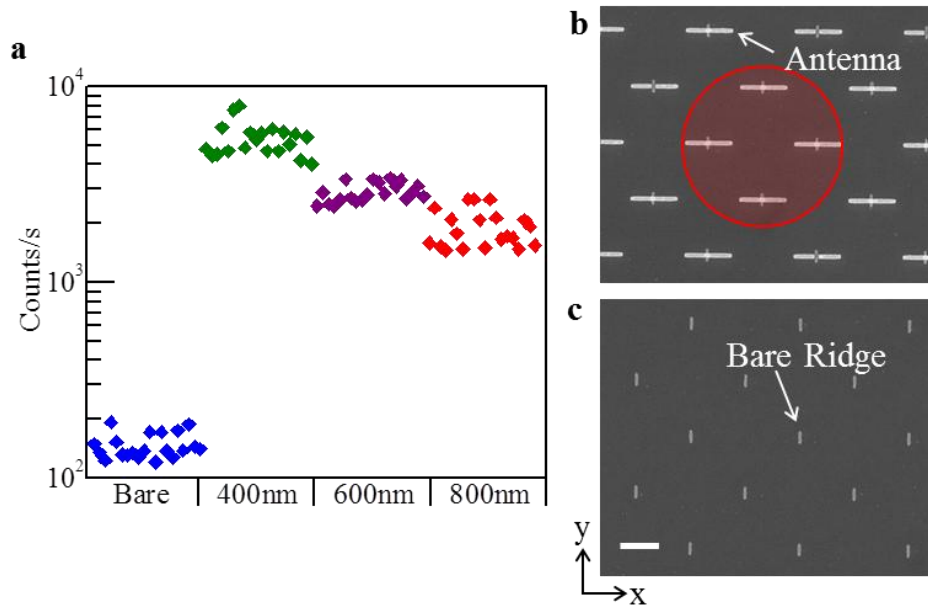 a
10^4
10^3
10^2
Counts/s
Bare
400nm
600nm
800nm
b
Antenna
c
Bare Ridge
y
x